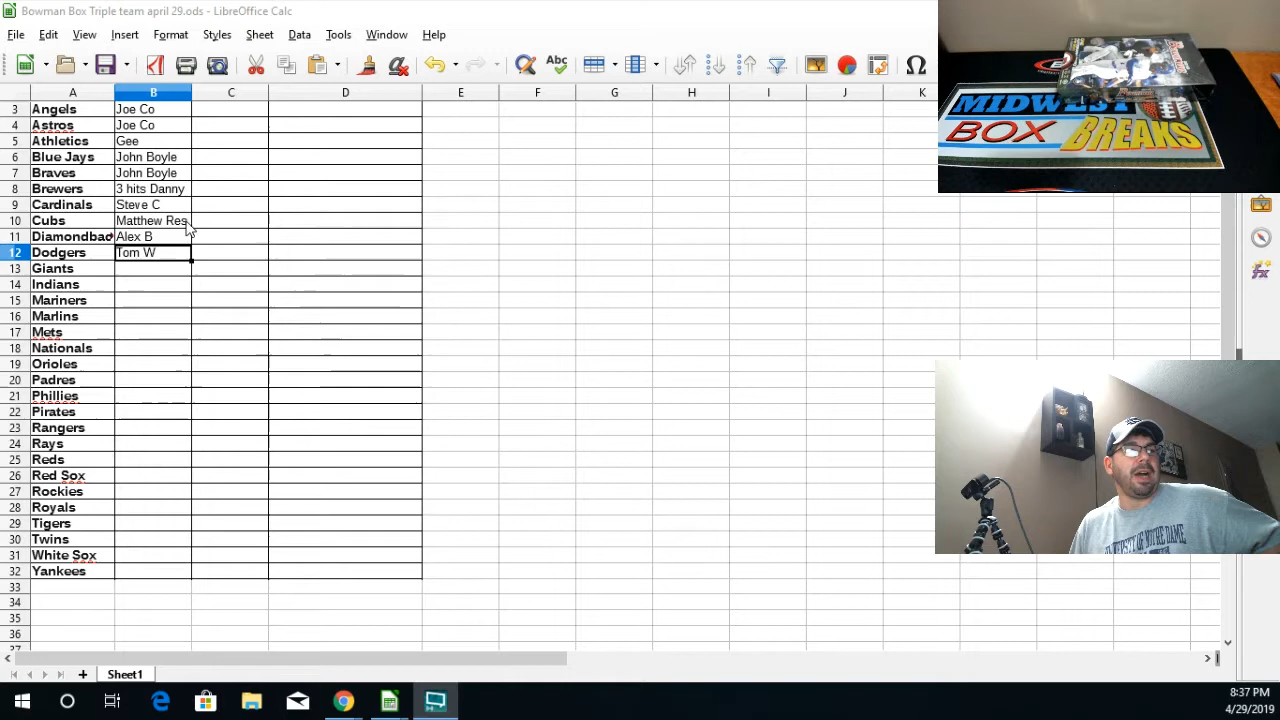 Bowman Box Triple team april 29.ods - LibreOffice Calc
File Edit View Insert Format Styles Sheet Data Tools Window Help
A B C D E F G H I J K
3 Angels Joe Co
4 Astros Joe Co
5 Athletics Gee
6 Blue Jays John Boyle
7 Braves John Boyle
8 Brewers 3 hits Danny
9 Cardinals Steve C
10 Cubs Matthew Res
11 Diamondbac Alex B
12 Dodgers Tom W
13 Giants
14 Indians
15 Mariners
16 Marlins
17 Mets
18 Nationals
19 Orioles
20 Padres
21 Phillies
22 Pirates
23 Rangers
24 Rays
25 Reds
26 Red Sox
27 Rockies
28 Royals
29 Tigers
30 Twins
31 White Sox
32 Yankees
33
34
35
36
37
Sheet1
MIDWEST
BOX BREAKS
UNIVERSITY OF NOTRE DAME
8:37 PM
4/29/2019